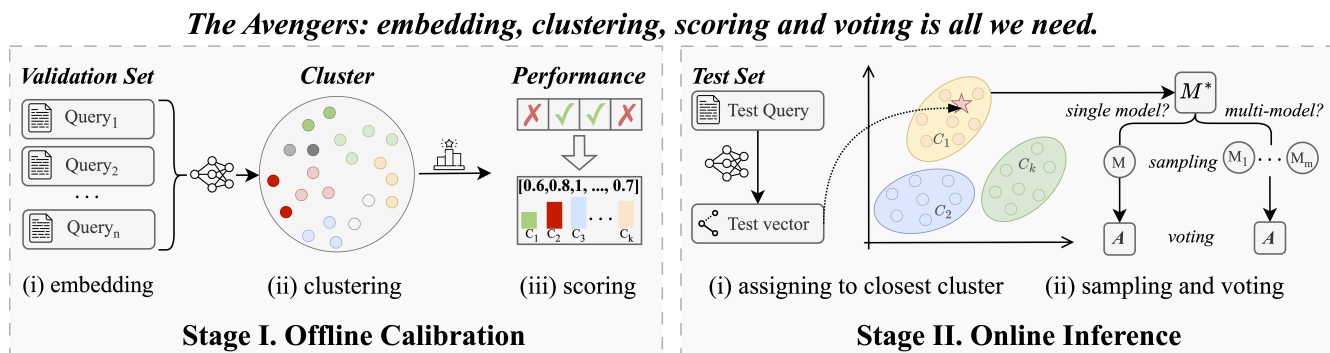 The Avengers: embedding, clustering, scoring and voting is all we need.
Validation Set
Query1
Query2
...
Queryn
(i) embedding
Cluster
(ii) clustering
Performance
✗ ✓ ✓ ✗
[0.6,0.8,1, ..., 0.7]
C1 C2 C3 ... Ck
(iii) scoring
Stage I. Offline Calibration
Test Set
Test Query
Test vector
C1
C2
Ck
(i) assigning to closest cluster
M*
single model? multi-model?
M sampling M1 ... Mm
A voting A
(ii) sampling and voting
Stage II. Online Inference